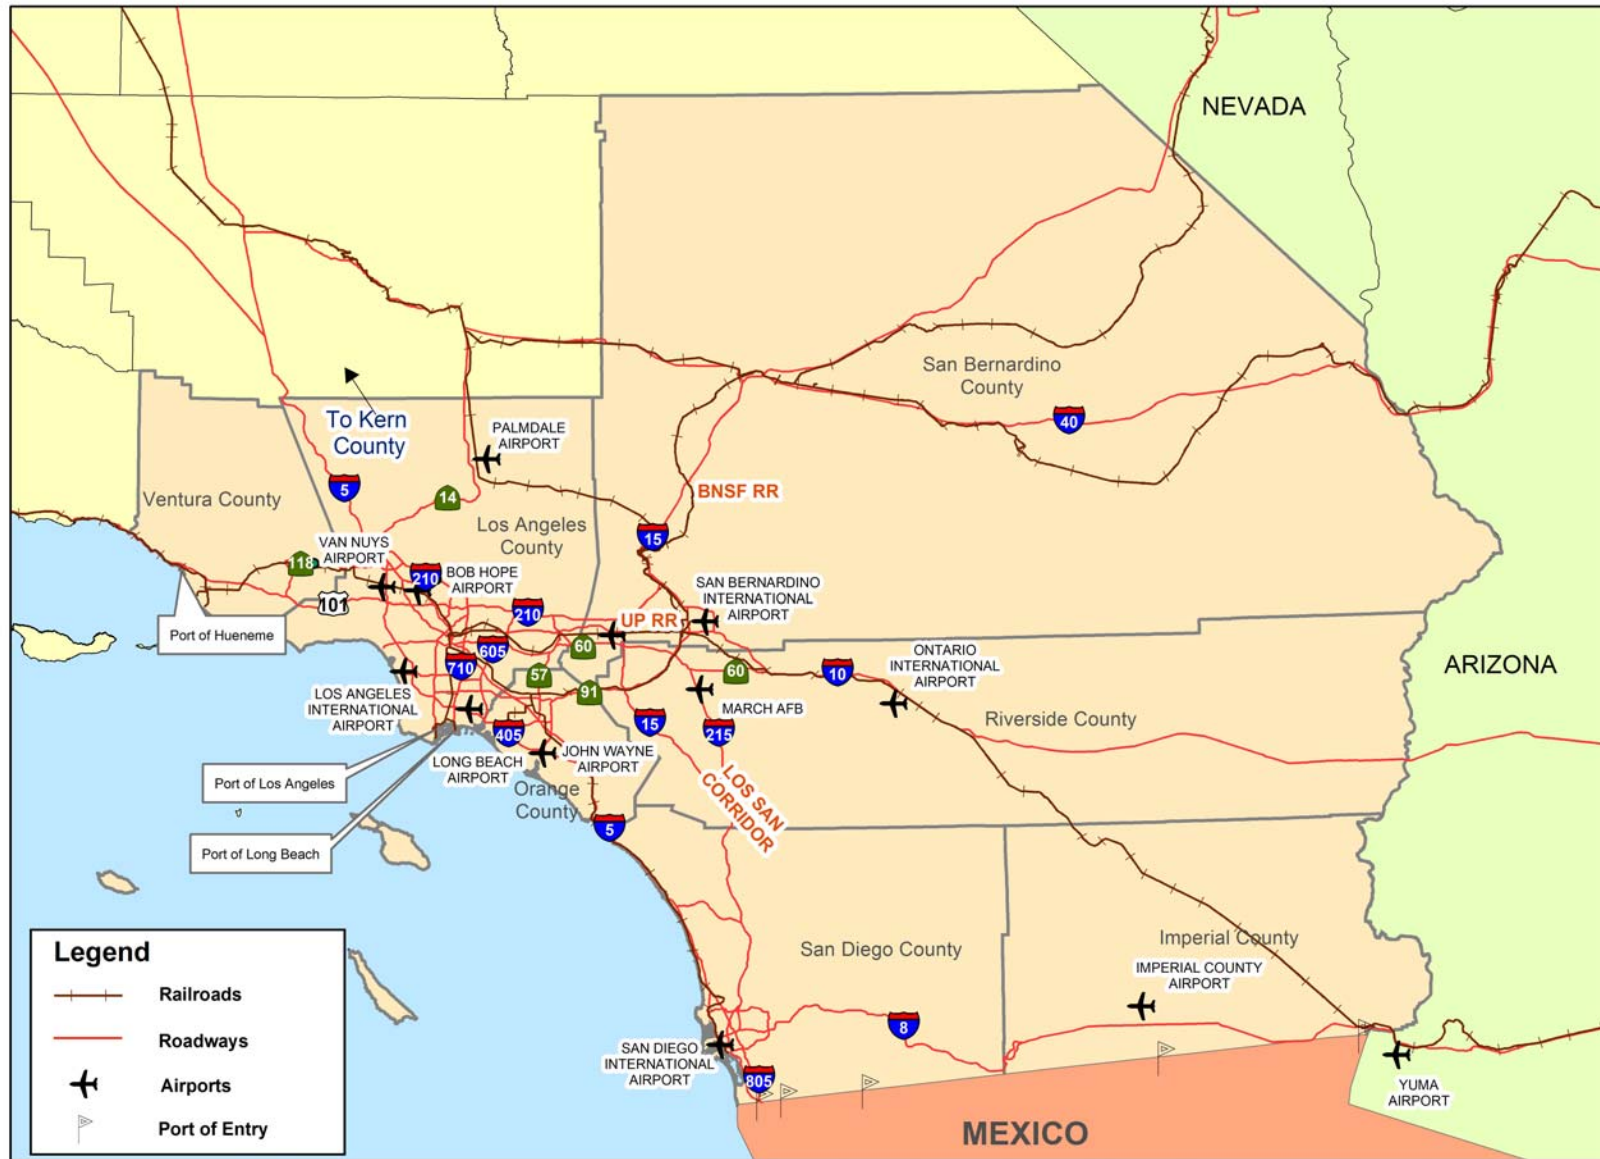 NEVADA
San Bernardino
County
40
To Kern
County
PALMDALE
AIRPORT
5
14
Ventura County
BNSF RR
Los Angeles
County
15
VAN NUYS
AIRPORT
118
210
BOB HOPE
AIRPORT
SAN BERNARDINO
INTERNATIONAL
AIRPORT
101
210
UP RR
Port of Hueneme
605
60
710
57
60
10
ONTARIO
INTERNATIONAL
AIRPORT
ARIZONA
LOS ANGELES
INTERNATIONAL
AIRPORT
91
MARCH AFB
Riverside County
405
15
215
LONG BEACH
AIRPORT
JOHN WAYNE
AIRPORT
Port of Los Angeles
Orange
County
LOS SAN
CORRIDOR
5
Port of Long Beach
San Diego County
Imperial County
IMPERIAL COUNTY
AIRPORT
8
SAN DIEGO
INTERNATIONAL
AIRPORT
805
YUMA
AIRPORT
MEXICO
Legend
Railroads
Roadways
Airports
Port of Entry